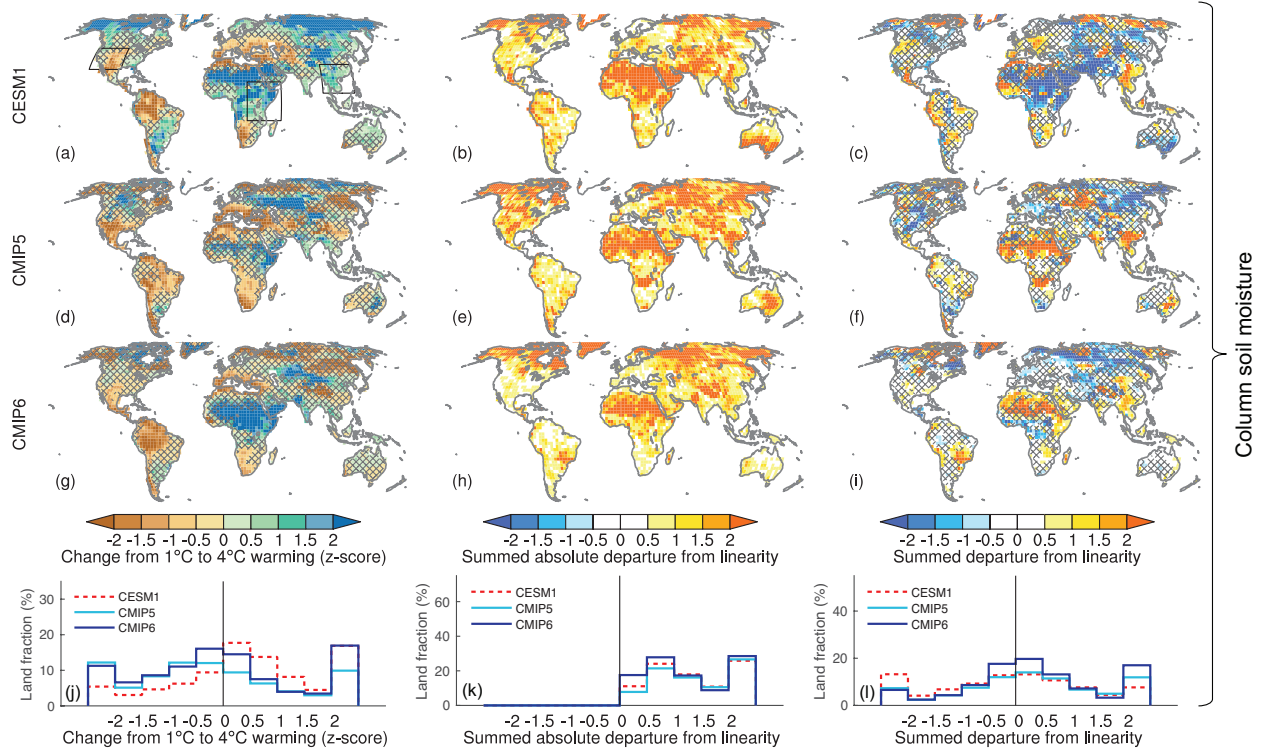 CESM1
(a)
(b)
(c)
CMIP5
(d)
(e)
(f)
CMIP6
(g)
(h)
(i)
Column soil moisture
-2 -1.5 -1 -0.5 0 0.5 1 1.5 2
Change from 1°C to 4°C warming (z-score)
-2 -1.5 -1 -0.5 0 0.5 1 1.5 2
Summed absolute departure from linearity
-2 -1.5 -1 -0.5 0 0.5 1 1.5 2
Summed departure from linearity
Land fraction (%)
30
20
10
0
CESM1
CMIP5
CMIP6
(j)
-2 -1.5 -1 -0.5 0 0.5 1 1.5 2
Change from 1°C to 4°C warming (z-score)
Land fraction (%)
60
40
20
0
CESM1
CMIP5
CMIP6
(k)
-2 -1.5 -1 -0.5 0 0.5 1 1.5 2
Summed absolute departure from linearity
Land fraction (%)
40
20
0
CESM1
CMIP5
CMIP6
(l)
-2 -1.5 -1 -0.5 0 0.5 1 1.5 2
Summed departure from linearity